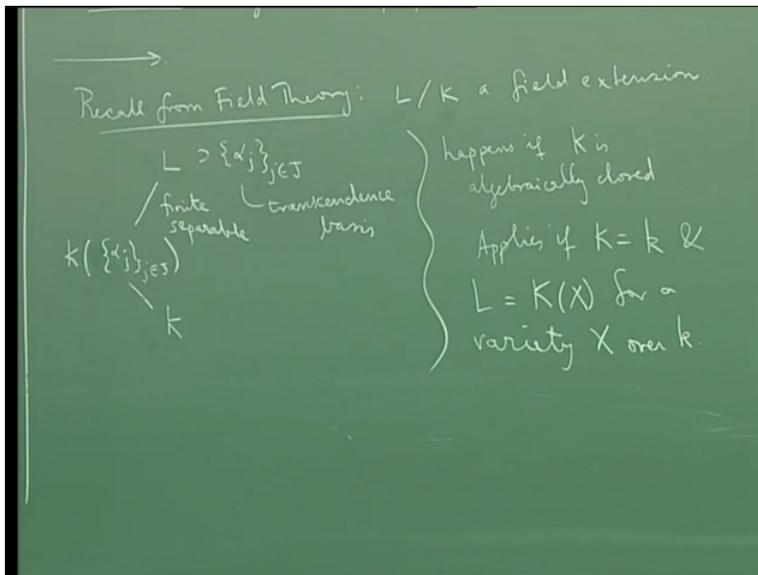 Recall from Field Theory: L/K a field extension.
L ⊃ {αj}j∈J
finite separable
transcendence basis
K({αj}j∈J)
K
happens if K is
algebraically closed
Applies if K = k &
L = K(X) for a
variety X over k.